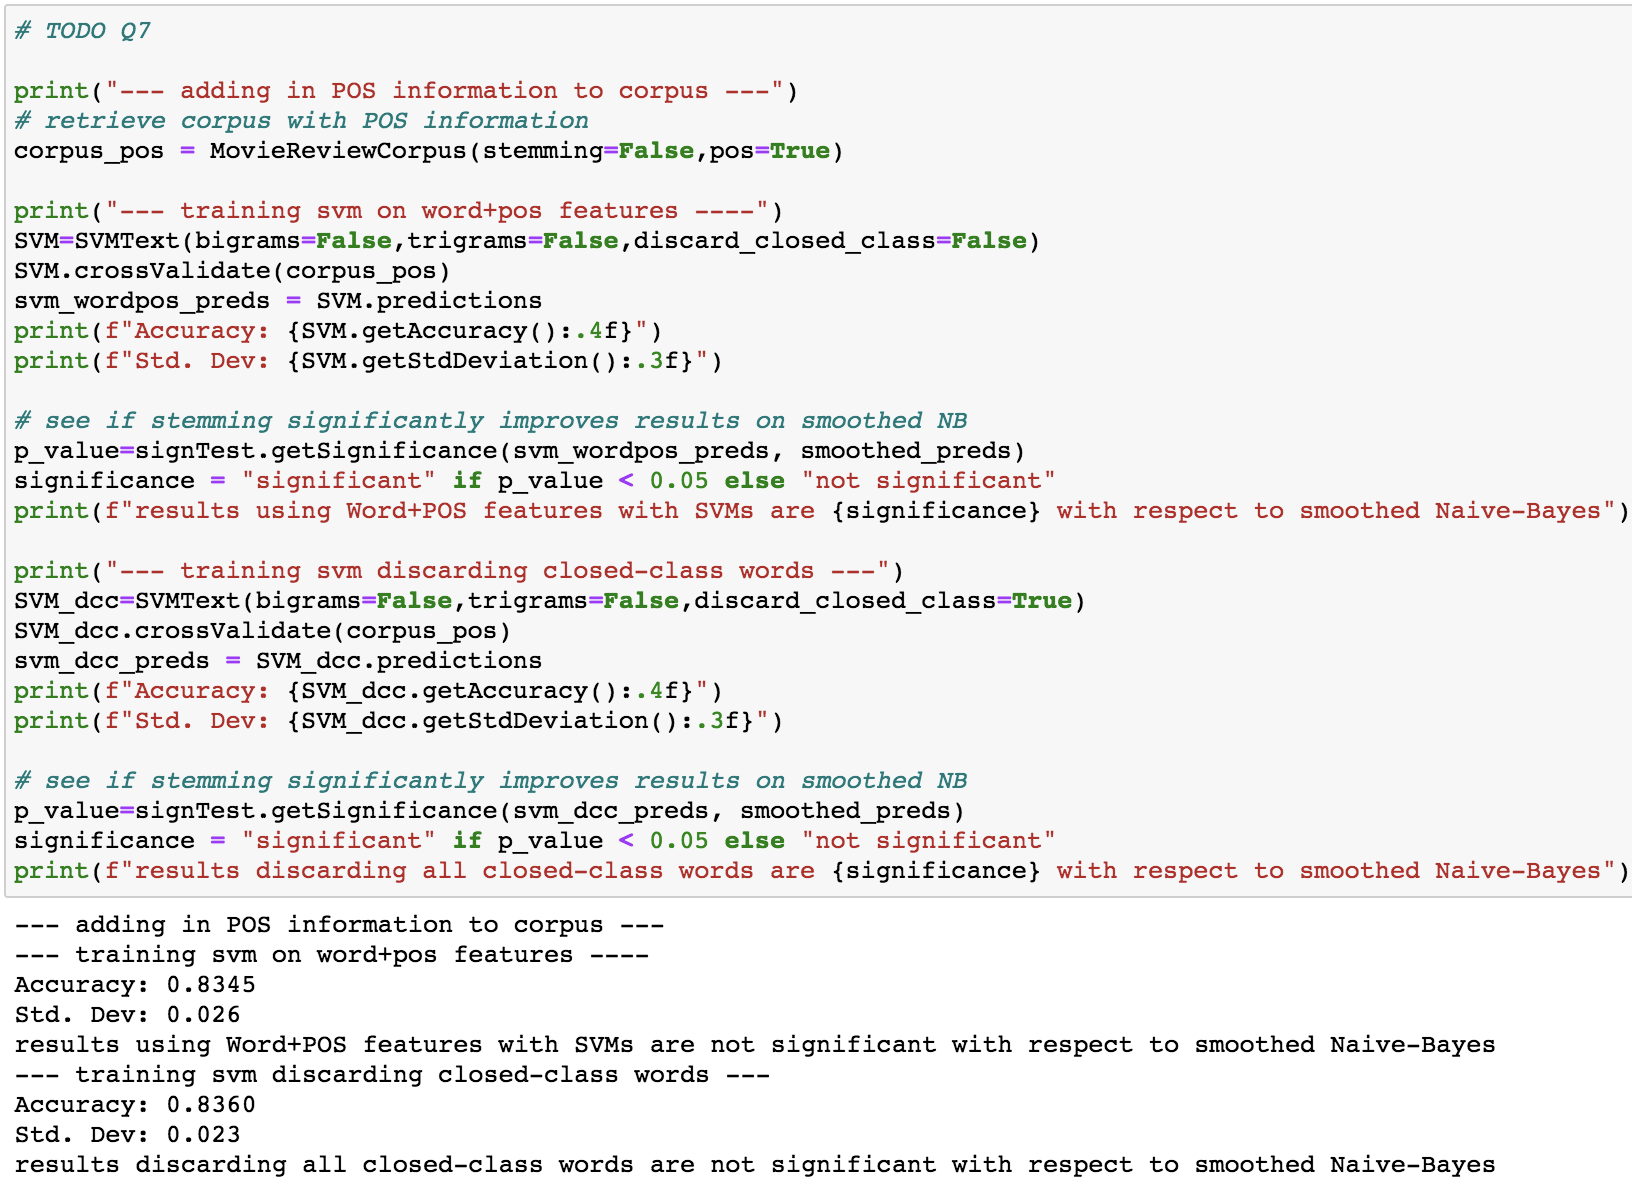 # TODO Q7
print("--- adding in POS information to corpus ---")
# retrieve corpus with POS information
corpus_pos = MovieReviewCorpus(stemming=False,pos=True)
print("--- training svm on word+pos features ----")
SVM=SVMText(bigrams=False,trigrams=False,discard_closed_class=False)
SVM.crossValidate(corpus_pos)
svm_wordpos_preds = SVM.predictions
print(f"Accuracy: {SVM.getAccuracy():.4f}")
print(f"Std. Dev: {SVM.getStdDeviation():.3f}")
# see if stemming significantly improves results on smoothed NB
p_value=signTest.getSignificance(svm_wordpos_preds, smoothed_preds)
significance = "significant" if p_value < 0.05 else "not significant"
print(f"results using Word+POS features with SVMs are {significance} with respect to smoothed Naive-Bayes")
print("--- training svm discarding closed-class words ---")
SVM_dcc=SVMText(bigrams=False,trigrams=False,discard_closed_class=True)
SVM_dcc.crossValidate(corpus_pos)
svm_dcc_preds = SVM_dcc.predictions
print(f"Accuracy: {SVM_dcc.getAccuracy():.4f}")
print(f"Std. Dev: {SVM_dcc.getStdDeviation():.3f}")
# see if stemming significantly improves results on smoothed NB
p_value=signTest.getSignificance(svm_dcc_preds, smoothed_preds)
significance = "significant" if p_value < 0.05 else "not significant"
print(f"results discarding all closed-class words are {significance} with respect to smoothed Naive-Bayes")
--- adding in POS information to corpus ---
--- training svm on word+pos features ----
Accuracy: 0.8345
Std. Dev: 0.026
results using Word+POS features with SVMs are not significant with respect to smoothed Naive-Bayes
--- training svm discarding closed-class words ---
Accuracy: 0.8360
Std. Dev: 0.023
results discarding all closed-class words are not significant with respect to smoothed Naive-Bayes